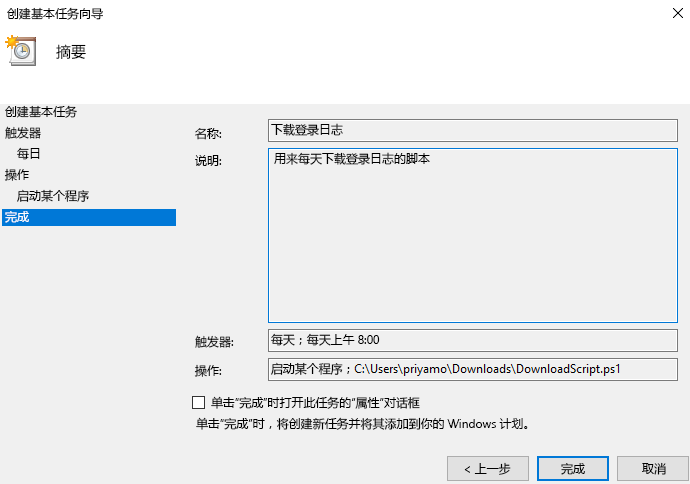 创建基本任务向导
摘要
创建基本任务
触发器
每日
操作
启动某个程序
完成
名称: 下载登录日志
说明: 用来每天下载登录日志的脚本
触发器: 每天；每天上午 8:00
操作: 启动某个程序；C:\Users\priyamo\Downloads\DownloadScript.ps1
单击“完成”时打开此任务的“属性”对话框
单击“完成”时，将创建新任务并将其添加到你的 Windows 计划。
< 上一步 完成 取消